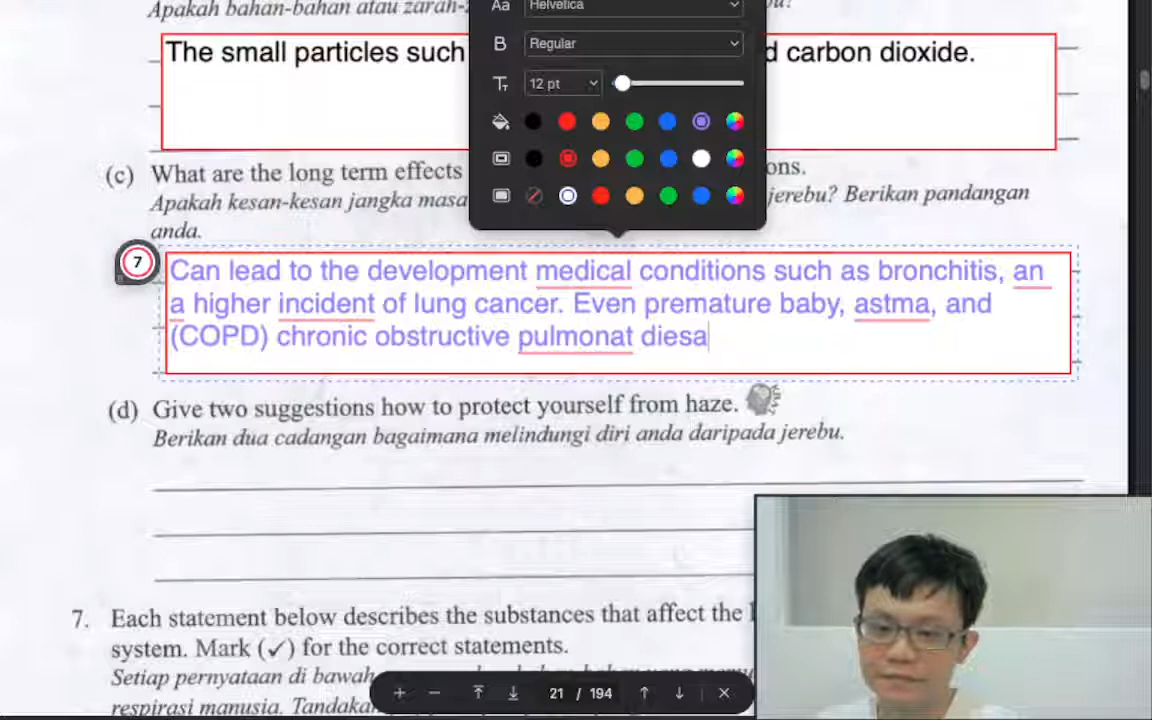 Apakah bahan-bahan atau zarah-
Aa Helvetica
The small particles such d carbon dioxide.
B Regular
12 pt
(c) What are the long term effects ons.
Apakah kesan-kesan jangka masa jerebu? Berikan pandangan
anda.
7
Can lead to the development medical conditions such as bronchitis, an
a higher incident of lung cancer. Even premature baby, astma, and
(COPD) chronic obstructive pulmonat diesa
(d) Give two suggestions how to protect yourself from haze.
Berikan dua cadangan bagaimana melindungi diri anda daripada jerebu.
7. Each statement below describes the substances that affect the
system. Mark (✓) for the correct statements.
Setiap pernyataan di bawah
respirasi manusia. Tandaka
21 / 194